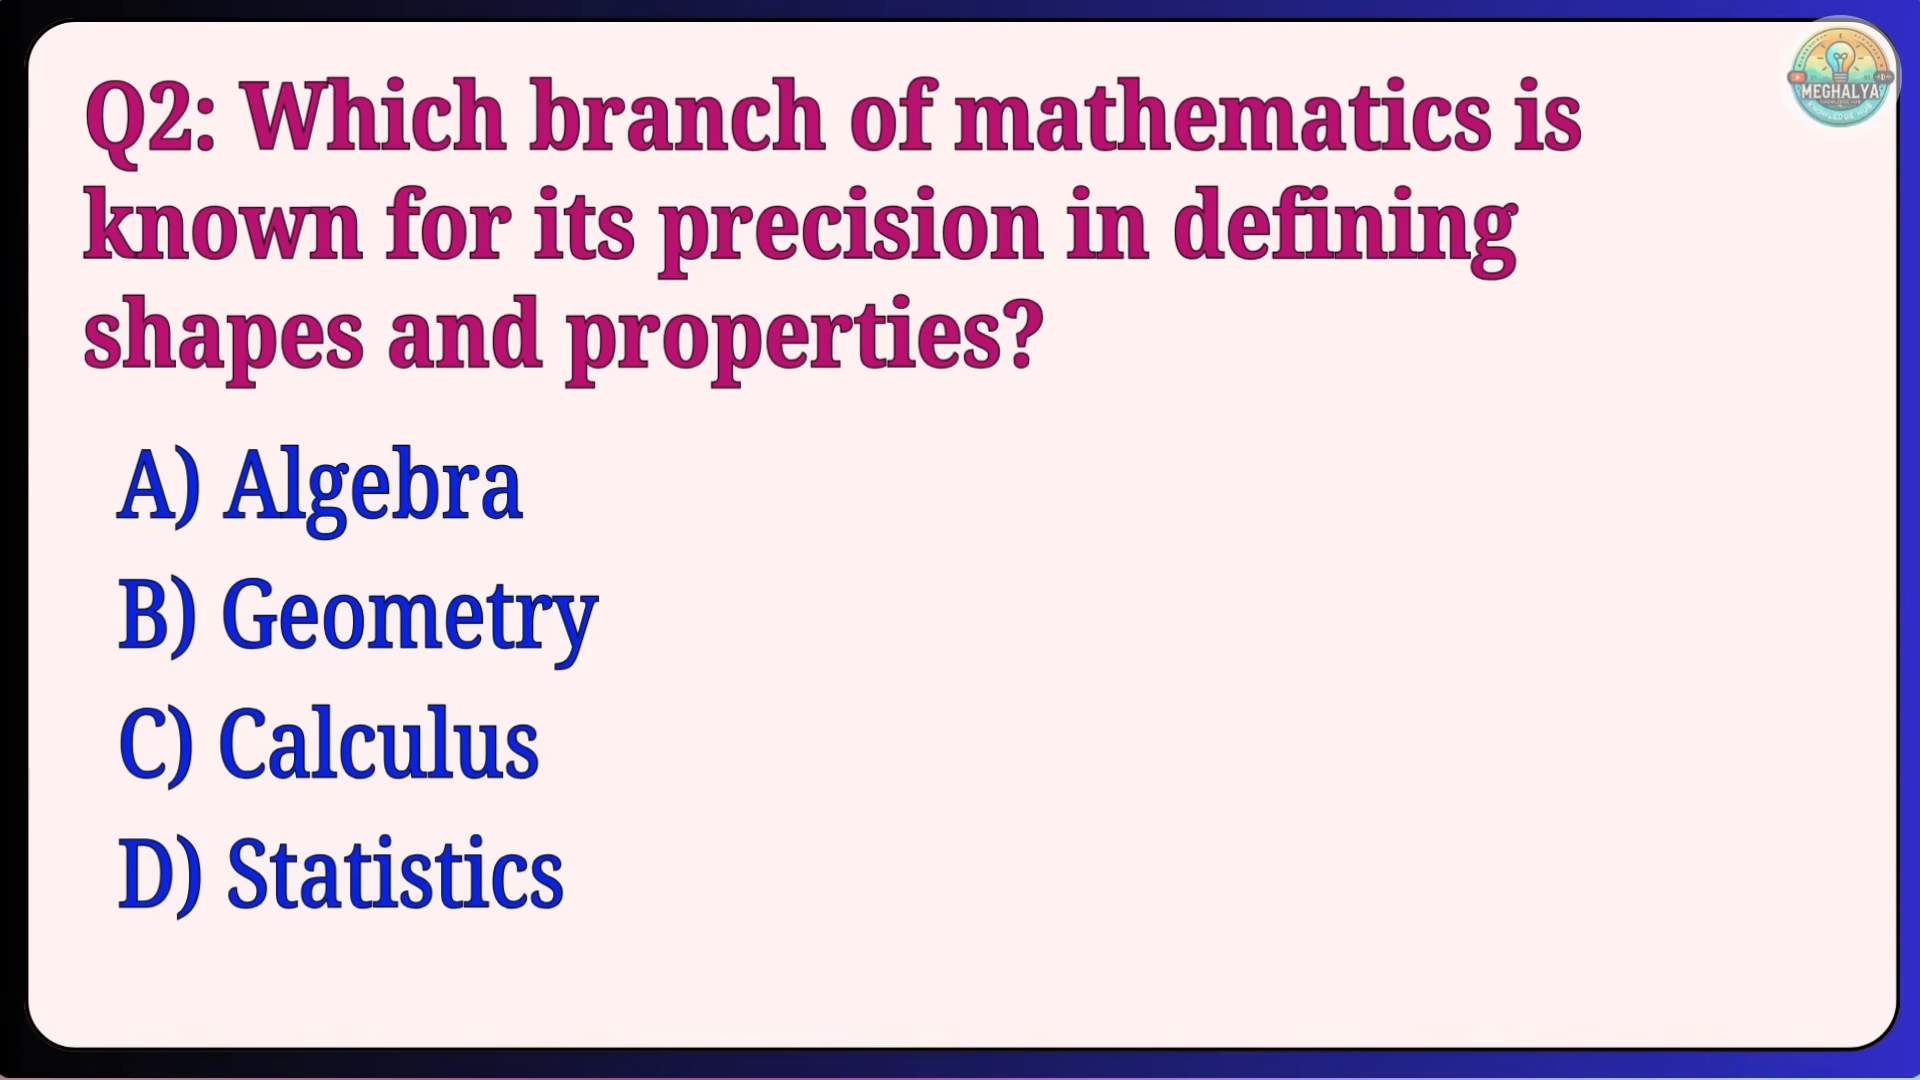 Q2: Which branch of mathematics is
known for its precision in defining
shapes and properties?
A) Algebra
B) Geometry
C) Calculus
D) Statistics
MEGHALYA